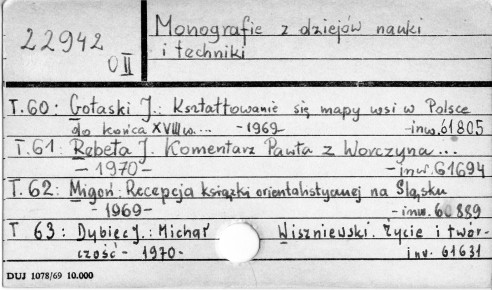 22942
O II
Monografie z dziejów nauki
i techniki
T. 60: Gołaski J.: Kształtowanie się mapy wsi w Polsce
do końca XVIII w... - 1969 - inw. 61805
T. 61: Rebeta J. Komentarz Pawła z Worczyna...
- 1970 - - inw. 61694
T. 62: Migoń: Recepcja książki orientalistycznej na Śląsku
- 1969 - - inw. 60889
T 63: Dybiec J.: Michał Wiszniewski. Życie i twór-
czość - 1970 - inv. 61631
DUJ 1078/69 10.000